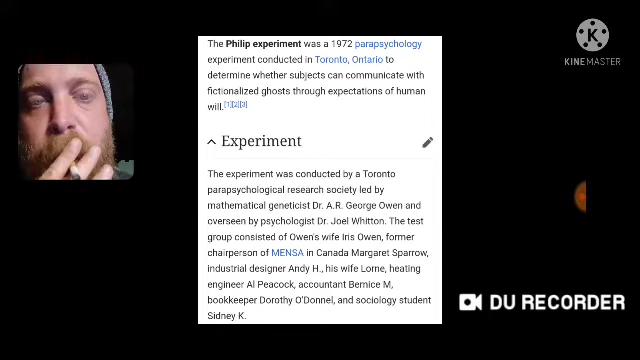 The Philip experiment was a 1972 parapsychology
experiment conducted in Toronto, Ontario to
determine whether subjects can communicate with
fictionalized ghosts through expectations of human
will.[1][2][3]
Experiment
The experiment was conducted by a Toronto
parapsychological research society led by
mathematical geneticist Dr. A.R. George Owen and
overseen by psychologist Dr. Joel Whitton. The test
group consisted of Owen's wife Iris Owen, former
chairperson of MENSA in Canada Margaret Sparrow,
industrial designer Andy H., his wife Lorne, heating
engineer Al Peacock, accountant Bernice M,
bookkeeper Dorothy O'Donnel, and sociology student
Sidney K.
KINEMASTER
DU RECORDER